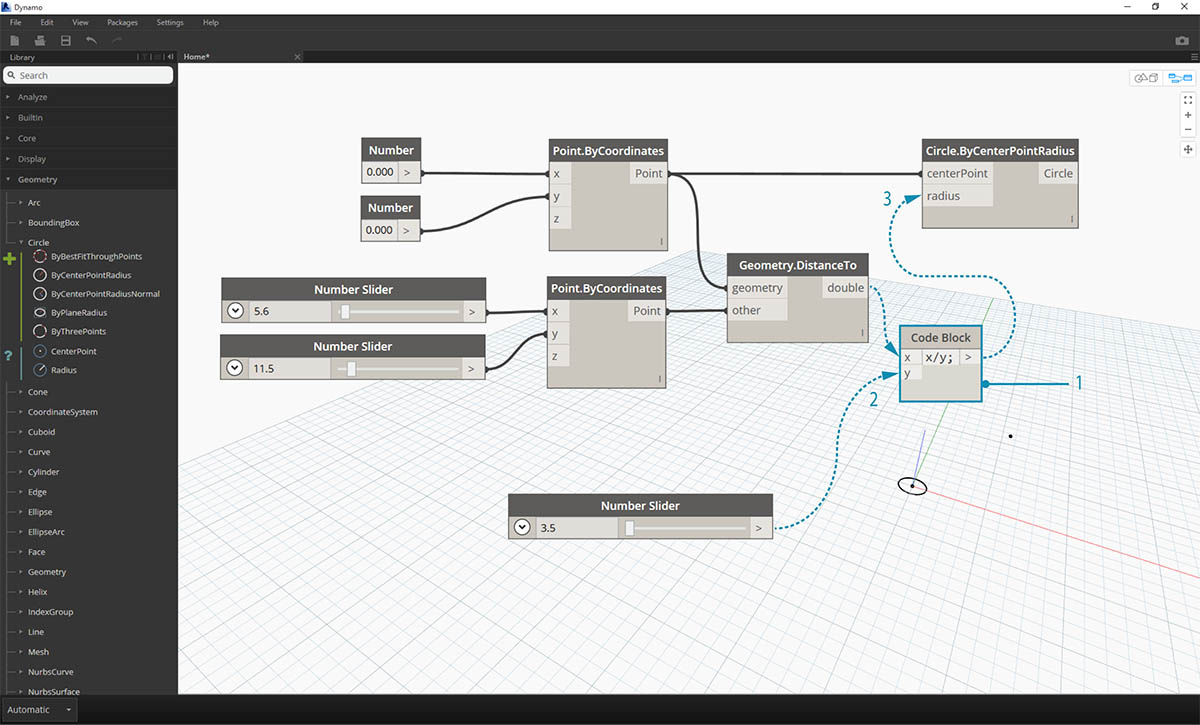 Dynamo
File Edit View Packages Settings Help
Library
Home*
Search
Analyze
BuiltIn
Core
Display
Geometry
Arc
BoundingBox
Circle
ByBestFitThroughPoints
ByCenterPointRadius
ByCenterPointRadiusNormal
ByPlaneRadius
ByThreePoints
CenterPoint
Radius
Cone
CoordinateSystem
Cuboid
Curve
Cylinder
Edge
Ellipse
EllipseArc
Face
Geometry
Helix
IndexGroup
Line
Mesh
NurbsCurve
NurbsSurface
Automatic
Number
0.000 >
Number
0.000 >
Point.ByCoordinates
x Point
y
z
Circle.ByCenterPointRadius
centerPoint Circle
radius
3
Number Slider
5.6 >
Number Slider
11.5 >
Point.ByCoordinates
x Point
y
z
Geometry.DistanceTo
geometry double
other
Code Block
x x/y; >
y
1
2
Number Slider
3.5 >